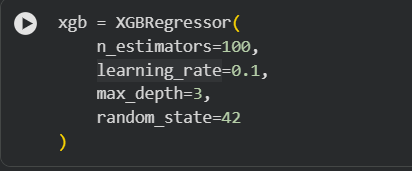 xgb = XGBRegressor(
    n_estimators=100,
    learning_rate=0.1,
    max_depth=3,
    random_state=42
)